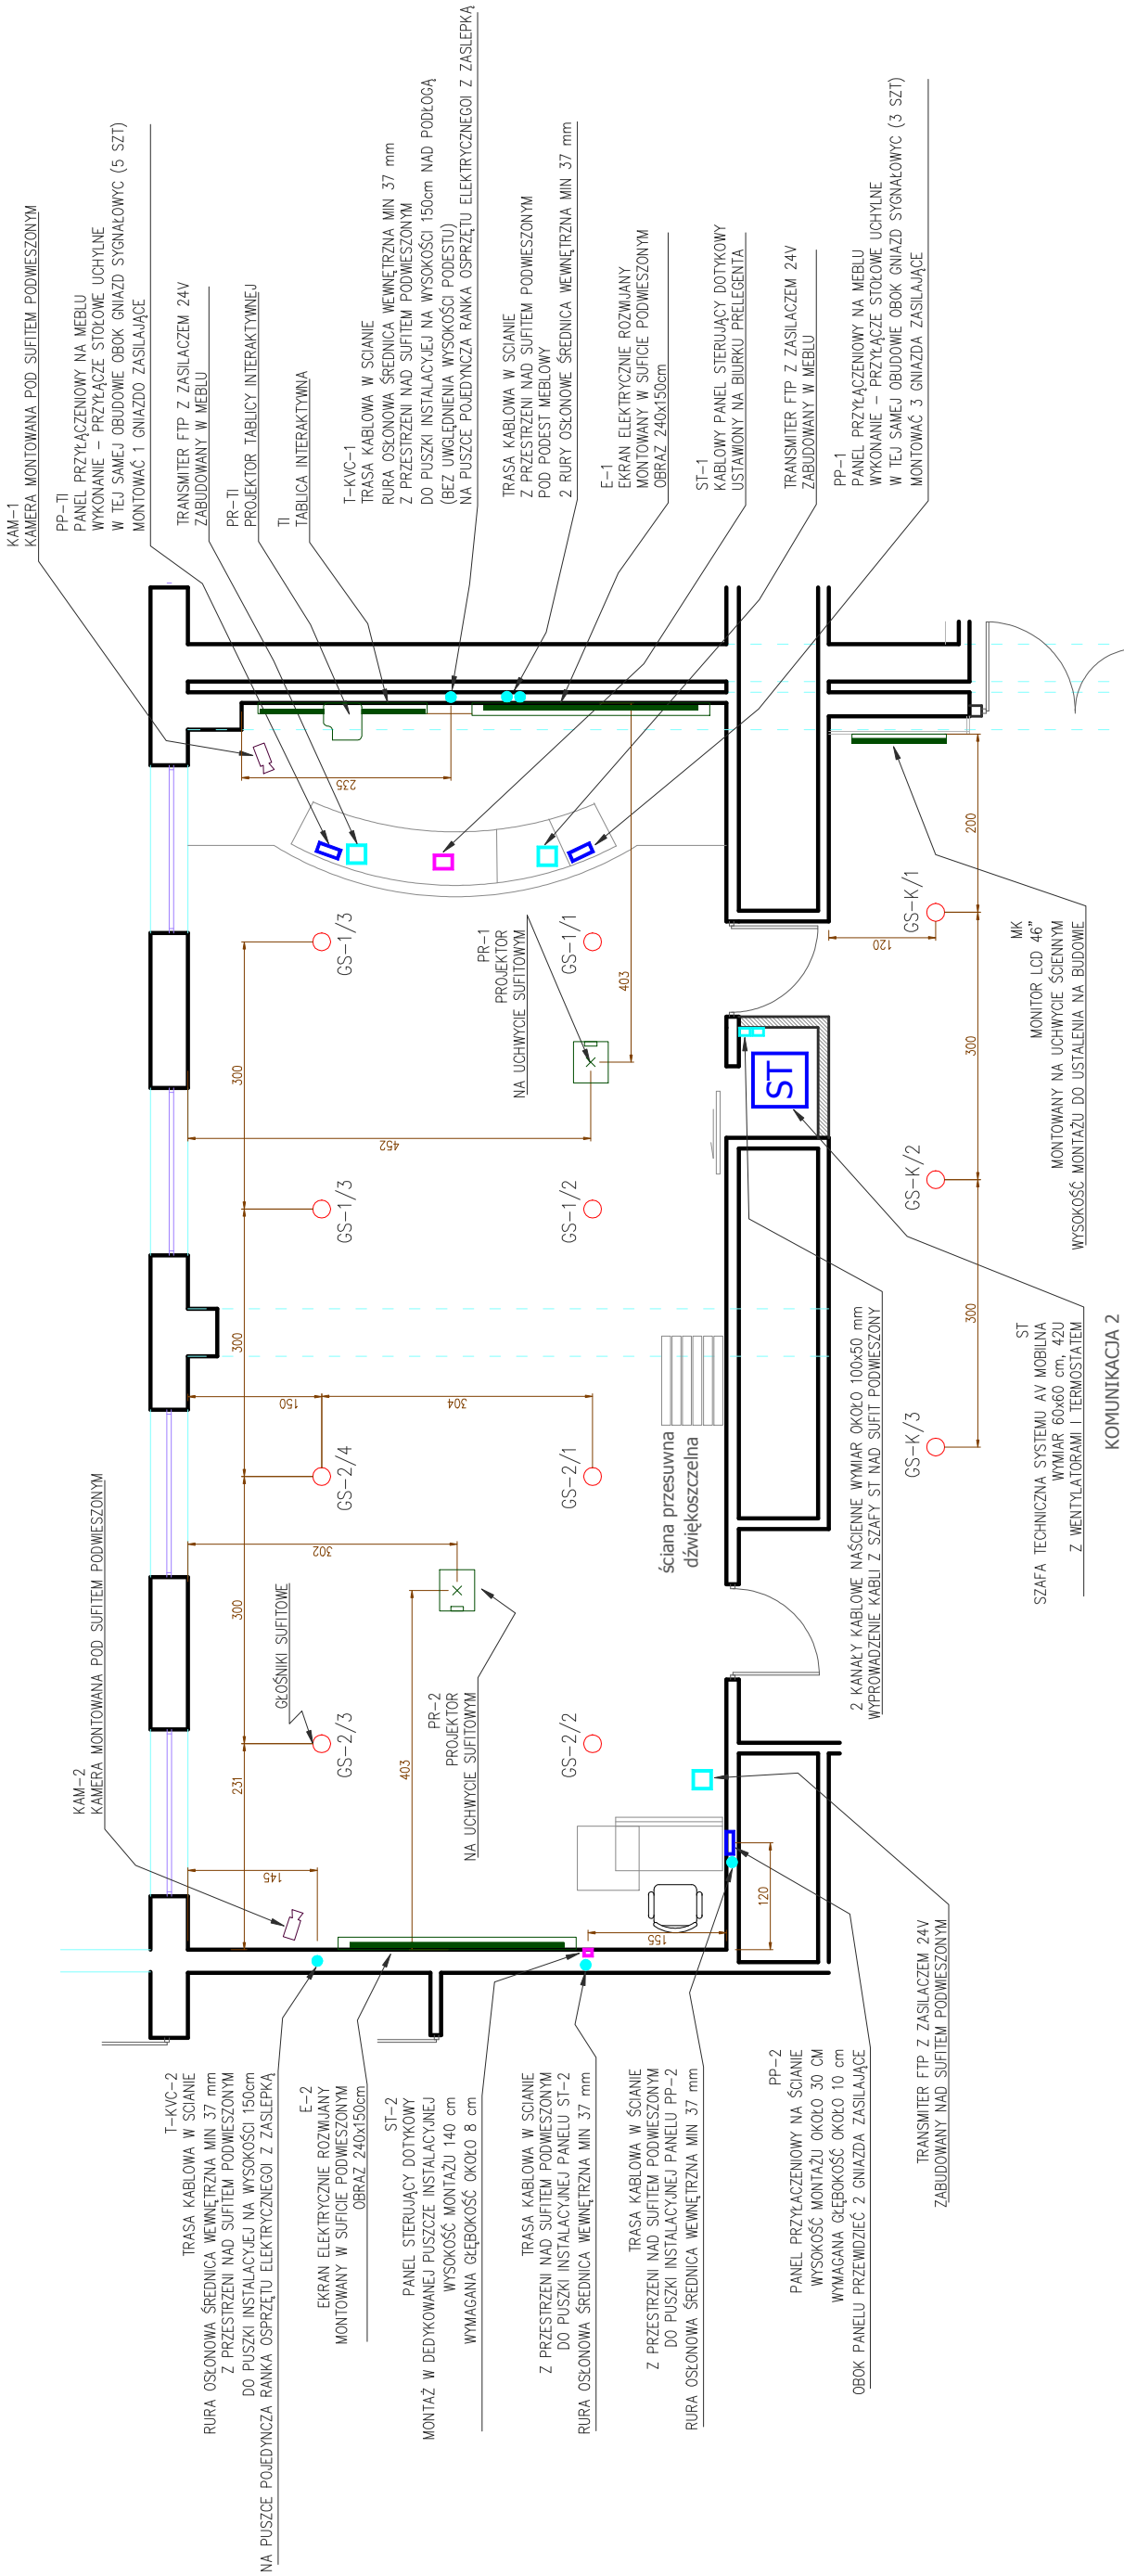 KAM-1
KAMERA MONTOWANA POD SUFITEM PODWIESZONYM
PP-TI
PANEL PRZYŁĄCZENIOWY NA MEBLU
WYKONANIE – PRZYŁĄCZE STOŁOWE UCHYLNE
W TEJ SAMEJ OBUDOWIE OBOK GNIAZD SYGNAŁOWYC (5 SZT)
MONTOWAĆ 1 GNIAZDO ZASILAJĄCE
TRANSMITER FTP Z ZASILACZEM 24V
ZABUDOWANY W MEBLU
PR-TI
PROJEKTOR TABLICY INTERAKTYWNEJ
TI
TABLICA INTERAKTYWNA
T-KVC-1
TRASA KABLOWA W SCIANIE
RURA OSŁONOWA ŚREDNICA WEWNĘTRZNA MIN 37 mm
Z PRZESTRZENI NAD SUFITEM PODWIESZONYM
DO PUSZKI INSTALACYJEJ NA WYSOKOŚCI 150cm NAD PODŁOGĄ
(BEZ UWGLĘDNIENIA WYSOKOŚCI PODESTU)
NA PUSZCE POJEDYNCZA RANKA OSPRZĘTU ELEKTRYCZNEGOI Z ZASLEPKĄ
TRASA KABLOWA W SCIANIE
Z PRZESTRZENI NAD SUFITEM PODWIESZONYM
POD PODEST MEBLOWY
2 RURY OSŁONOWE ŚREDNICA WEWNĘTRZNA MIN 37 mm
E-1
EKRAN ELEKTRYCZNIE ROZWIJANY
MONTOWANY W SUFICIE PODWIESZONYM
OBRAZ 240x150cm
ST-1
KABLOWY PANEL STERUJĄCY DOTYKOWY
USTAWIONY NA BIURKU PRELEGENTA
TRANSMITER FTP Z ZASILACZEM 24V
ZABUDOWANY W MEBLU
PP-1
PANEL PRZYŁĄCZENIOWY NA MEBLU
WYKONANIE – PRZYŁĄCZE STOŁOWE UCHYLNE
W TEJ SAMEJ OBUDOWIE OBOK GNIAZD SYGNAŁOWYC (3 SZT)
MONTOWAĆ 3 GNIAZDA ZASILAJĄCE
235
GS-1/3
GS-1/1
PR-1
PROJEKTOR
NA UCHWYCIE SUFITOWYM
403
300
452
GS-1/3
GS-1/2
300
150
304
GS-2/4
GS-2/1
ściana przesuwna
dźwiękoszczelna
302
300
GŁOŚNIKI SUFITOWE
GS-2/3
GS-2/2
PR-2
PROJEKTOR
NA UCHWYCIE SUFITOWYM
403
231
145
155
120
KAM-2
KAMERA MONTOWANA POD SUFITEM PODWIESZONYM
ST
200
120
GS-K/1
300
GS-K/2
300
GS-K/3
MK
MONITOR LCD 46"
MONTOWANY NA UCHWYCIE ŚCIENNYM
WYSOKOŚĆ MONTAŻU DO USTALENIA NA BUDOWIE
ST
SZAFA TECHNICZNA SYSTEMU AV MOBILNA
WYMIAR 60x60 cm, 42U
Z WENTYLATORAMI I TERMOSTATEM
KOMUNIKACJA 2
2 KANAŁY KABLOWE NAŚCIENNE WYMIAR OKOŁO 100x50 mm
WYPROWADZENIE KABLI Z SZAFY ST NAD SUFIT PODWIESZONY
T-KVC-2
TRASA KABLOWA W SCIANIE
RURA OSŁONOWA ŚREDNICA WEWNĘTRZNA MIN 37 mm
Z PRZESTRZENI NAD SUFITEM PODWIESZONYM
DO PUSZKI INSTALACYJEJ NA WYSOKOŚCI 150cm
NA PUSZCE POJEDYNCZA RANKA OSPRZĘTU ELEKTRYCZNEGOI Z ZASLEPKĄ
E-2
EKRAN ELEKTRYCZNIE ROZWIJANY
MONTOWANY W SUFICIE PODWIESZONYM
OBRAZ 240x150cm
ST-2
PANEL STERUJĄCY DOTYKOWY
MONTAŻ W DEDYKOWANEJ PUSZCE INSTALACYJNEJ
WYSOKOŚĆ MONTAŻU 140 cm
WYMAGANA GŁĘBOKOŚĆ OKOŁO 8 cm
TRASA KABLOWA W SCIANIE
Z PRZESTRZENI NAD SUFITEM PODWIESZONYM
DO PUSZKI INSTALACYJNEJ PANELU ST-2
RURA OSŁONOWA ŚREDNICA WEWNĘTRZNA MIN 37 mm
TRASA KABLOWA W ŚCIANIE
Z PRZESTRZENI NAD SUFITEM PODWIESZONYM
DO PUSZKI INSTALACYJNEJ PANELU PP-2
RURA OSŁONOWA ŚREDNICA WEWNĘTRZNA MIN 37 mm
PP-2
PANEL PRZYŁACZENIOWY NA ŚCIANIE
WYSOKOŚĆ MONTAŻU OKOŁO 30 CM
WYMAGANA GŁĘBOKOŚĆ OKOŁO 10 cm
OBOK PANELU PRZEWIDZIEĆ 2 GNIAZDA ZASILAJĄCE
TRANSMITER FTP Z ZASILACZEM 24V
ZABUDOWANY NAD SUFITEM PODWIESZONYM